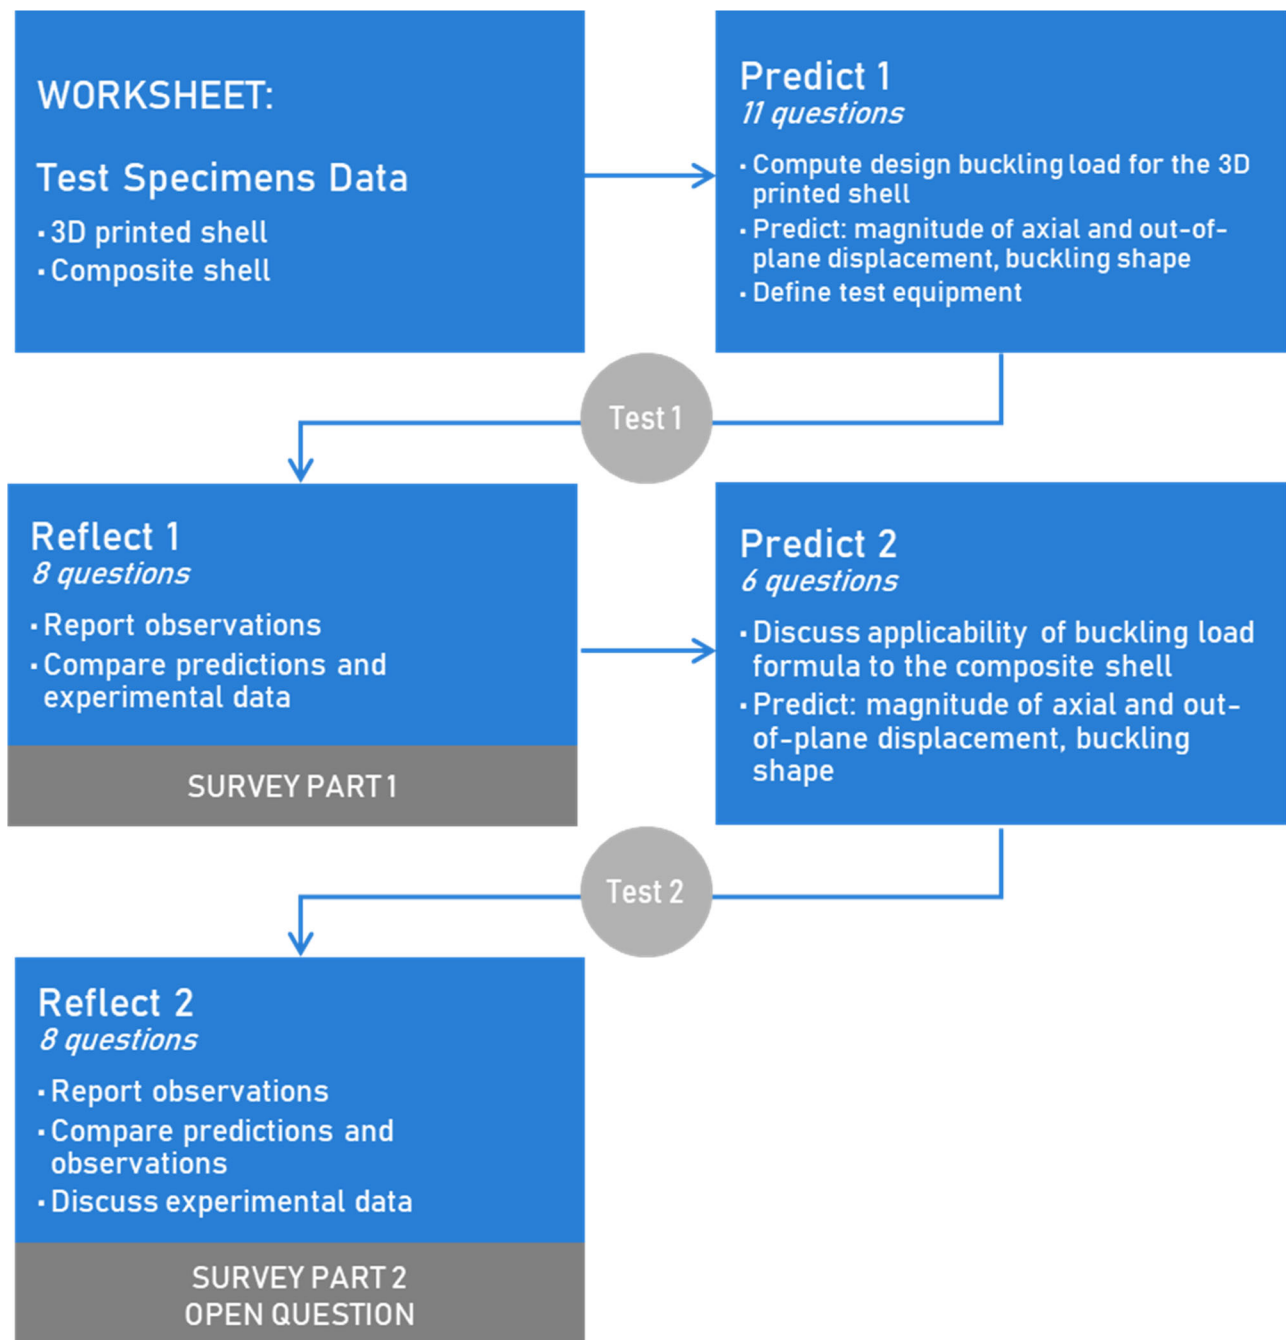 WORKSHEET:
Test Specimens Data
▪ 3D printed shell
▪ Composite shell
Predict 1
11 questions
▪ Compute design buckling load for the 3D
printed shell
▪ Predict: magnitude of axial and out-of-
plane displacement, buckling shape
▪ Define test equipment
Test 1
Reflect 1
8 questions
▪ Report observations
▪ Compare predictions and
experimental data
SURVEY PART 1
Predict 2
6 questions
▪ Discuss applicability of buckling load
formula to the composite shell
▪ Predict: magnitude of axial and out-
of-plane displacement, buckling
shape
Test 2
Reflect 2
8 questions
▪ Report observations
▪ Compare predictions and
observations
▪ Discuss experimental data
SURVEY PART 2
OPEN QUESTION